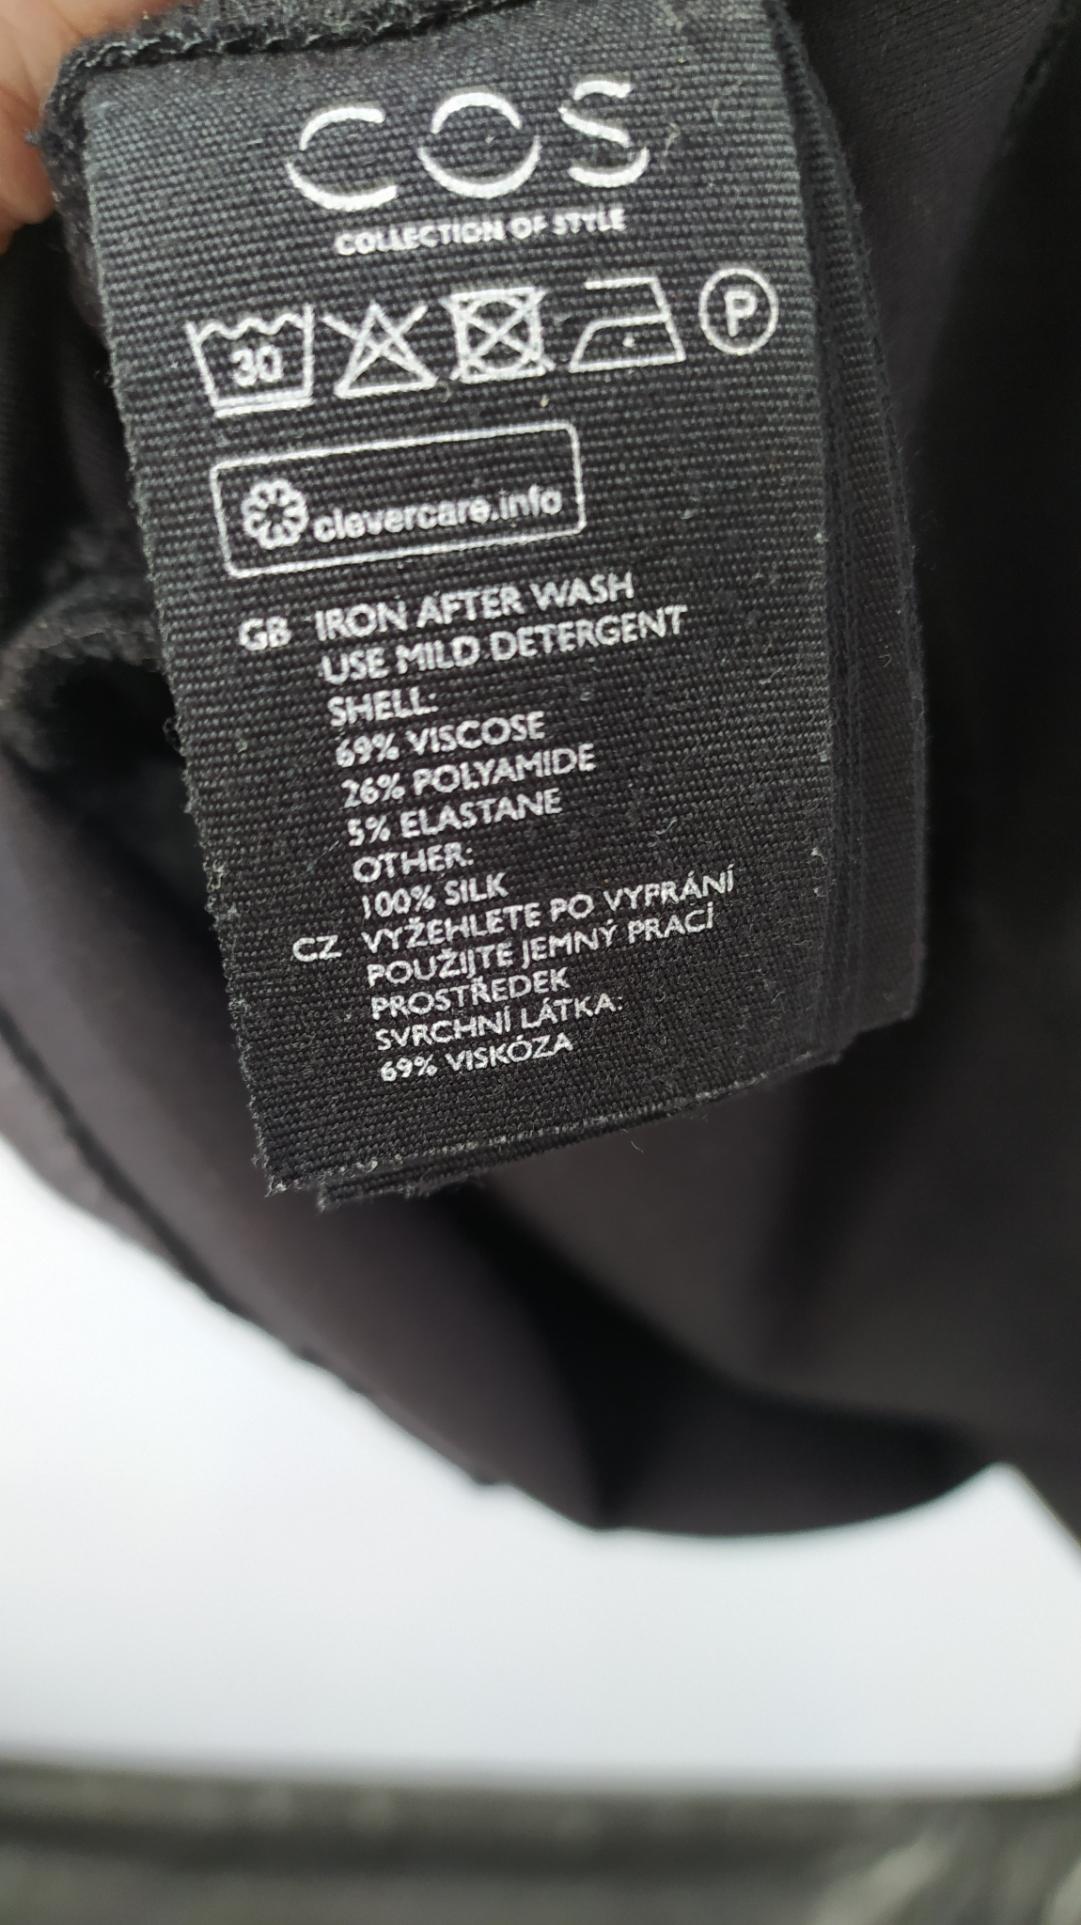 COS
COLLECTION OF STYLE
30
P
clevercare.info
GB IRON AFTER WASH
USE MILD DETERGENT
SHELL:
69% VISCOSE
26% POLYAMIDE
5% ELASTANE
OTHER:
100% SILK
CZ VYŽEHLETE PO VYPRÁNÍ
POUŽIJTE JEMNÝ PRACÍ
PROSTŘEDEK
SVRCHNÍ LÁTKA:
69% VISKÓZA